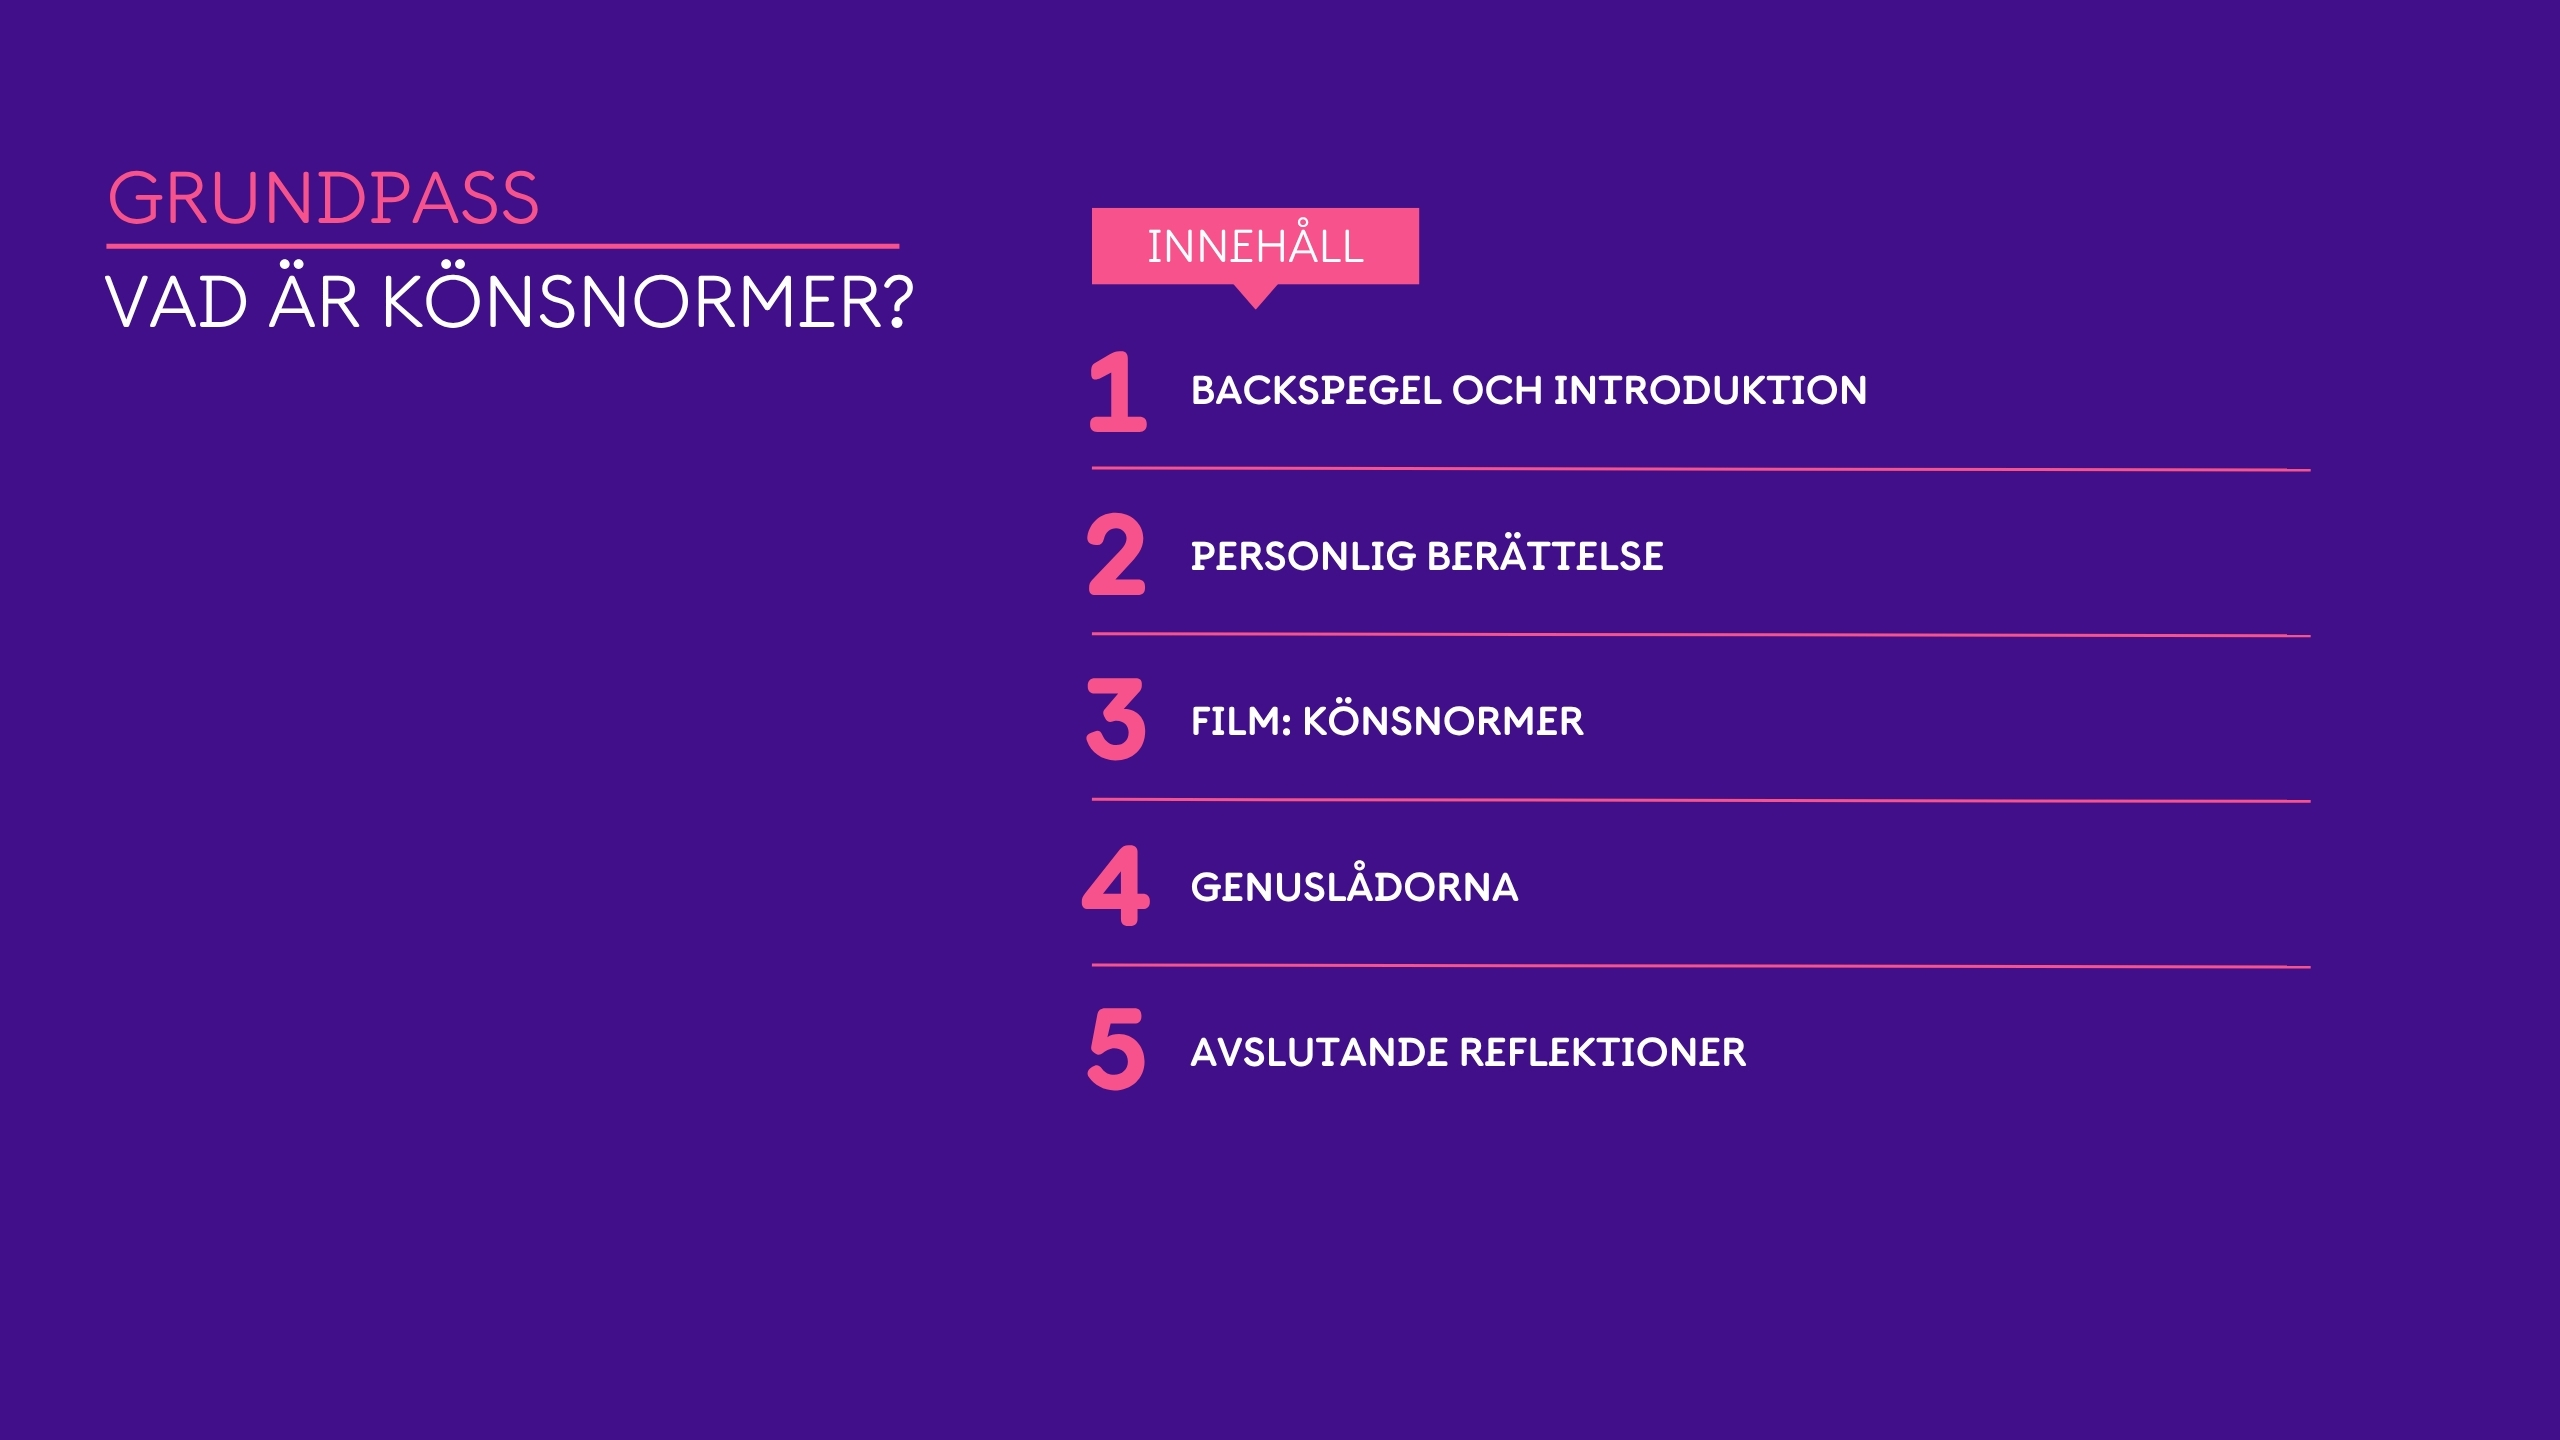 GRUNDPASS
VAD ÄR KÖNSNORMER?
INNEHÅLL
1 BACKSPEGEL OCH INTRODUKTION
2 PERSONLIG BERÄTTELSE
3 FILM: KÖNSNORMER
4 GENUSLÅDORNA
5 AVSLUTANDE REFLEKTIONER